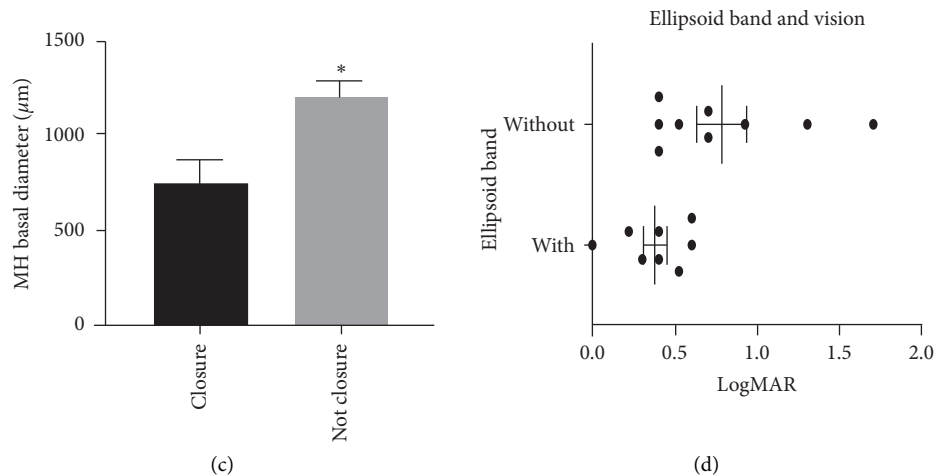 MH basal diameter (μm)
1500
1000
500
0
*
Closure
Not closure
(c)
Ellipsoid band and vision
Ellipsoid band
Without
With
0.0 0.5 1.0 1.5 2.0
LogMAR
(d)